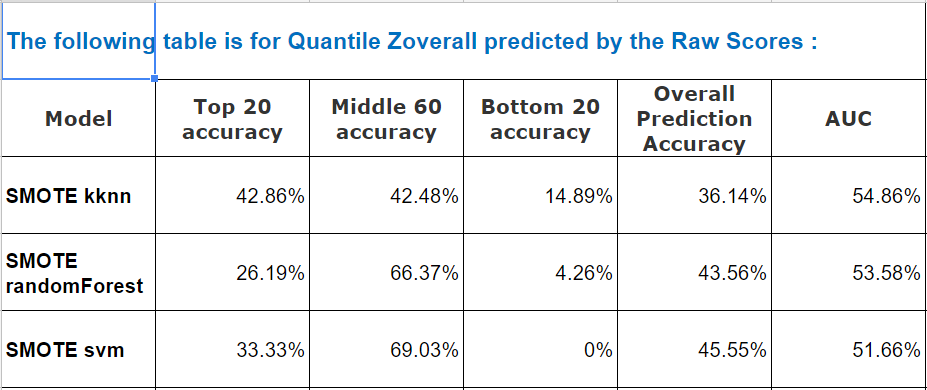 The following table is for Quantile Zoverall predicted by the Raw Scores :
Model
Top 20
accuracy
Middle 60
accuracy
Bottom 20
accuracy
Overall
Prediction
Accuracy
AUC
SMOTE kknn
42.86%
42.48%
14.89%
36.14%
54.86%
SMOTE
randomForest
26.19%
66.37%
4.26%
43.56%
53.58%
SMOTE svm
33.33%
69.03%
0%
45.55%
51.66%